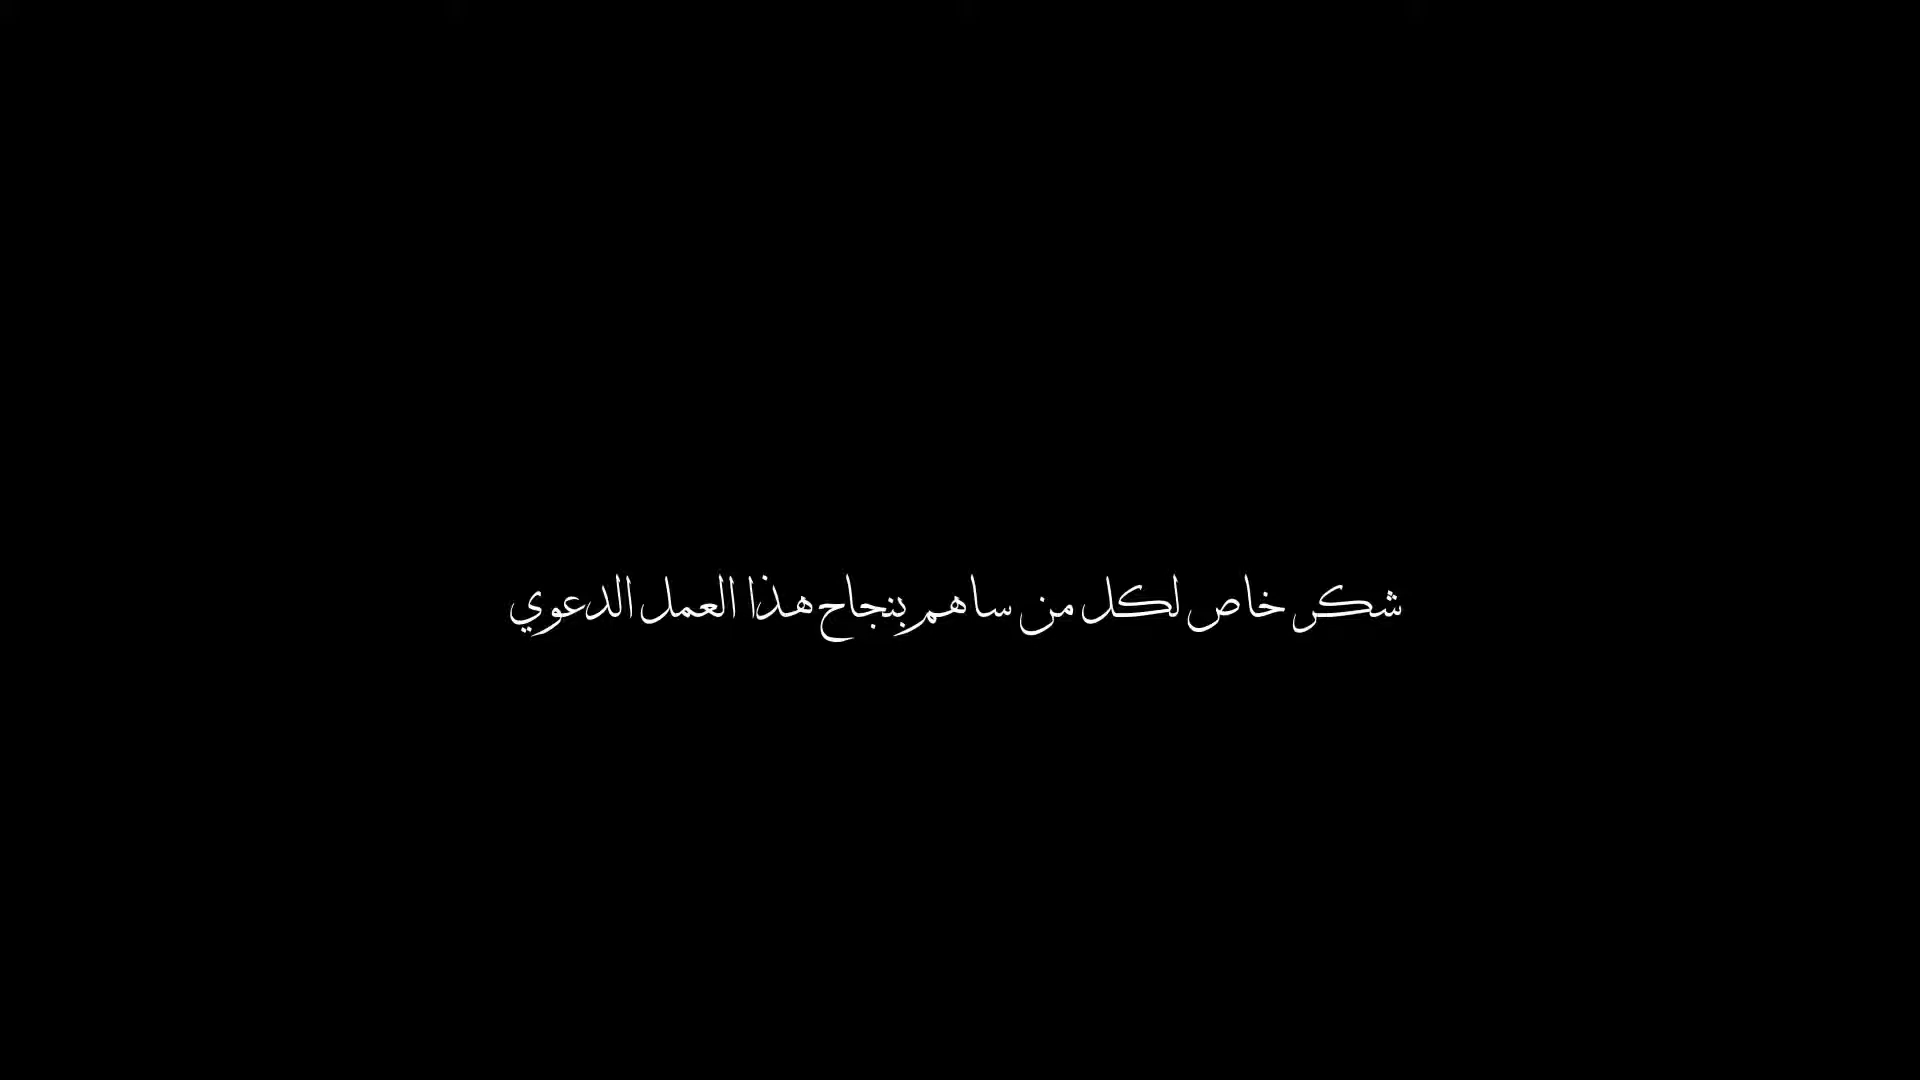 شكر خاص لكل من ساهم بنجاح هذا العمل الدعوي